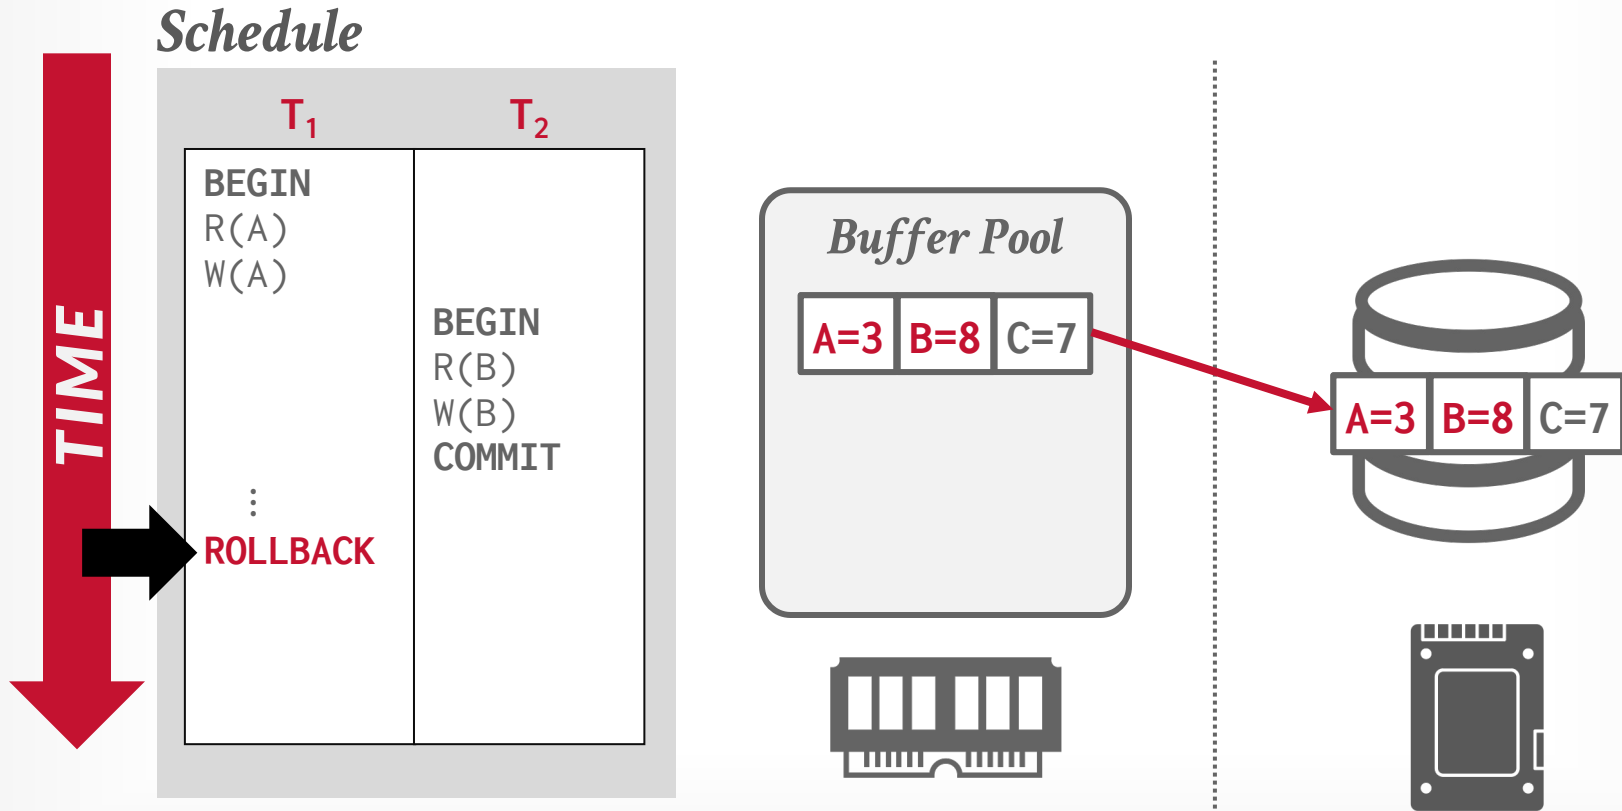 Schedule
TIME
T₁ T₂
BEGIN
R(A)
W(A)
BEGIN
R(B)
W(B)
COMMIT
⋮
ROLLBACK
Buffer Pool
A=3 B=8 C=7
A=3 B=8 C=7